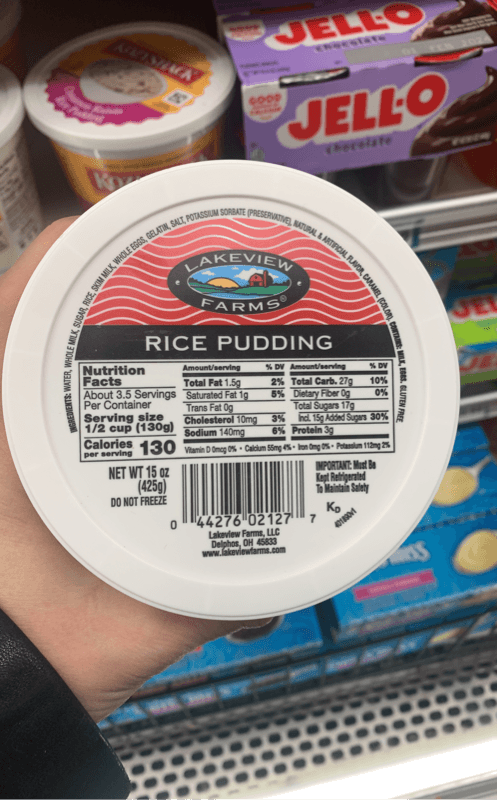 JELL-O
chocolate
KOZY SHACK
Cinnamon Raisin
Rice Pudding
JELL-O
chocolate
INGREDIENTS: WATER, WHOLE MILK, SUGAR, RICE, SKIM MILK, WHOLE EGGS, GELATIN, SALT, POTASSIUM SORBATE (PRESERVATIVE), NATURAL & ARTIFICIAL FLAVOR, CARAMEL (COLOR). CONTAINS: MILK, EGGS. GLUTEN FREE.
LAKEVIEW
FARMS®
RICE PUDDING
Nutrition
Facts
About 3.5 Servings
Per Container
Serving size
1/2 cup (130g)
Calories 130
per serving
Amount/serving % DV
Total Fat 1.5g 2%
Saturated Fat 1g 5%
Trans Fat 0g
Cholesterol 10mg 3%
Sodium 140mg 6%
Amount/serving % DV
Total Carb. 27g 10%
Dietary Fiber 0g 0%
Total Sugars 17g
Incl. 15g Added Sugars 30%
Protein 3g
Vitamin D 0mcg 0% • Calcium 55mg 4% • Iron 0mg 0% • Potassium 112mg 2%
NET WT 15 oz
(425g)
DO NOT FREEZE
IMPORTANT: Must Be
Kept Refrigerated
To Maintain Safety
0 44276 02127 7
K D
Lakeview Farms, LLC
Delphos, OH 45833
www.lakeviewfarms.com